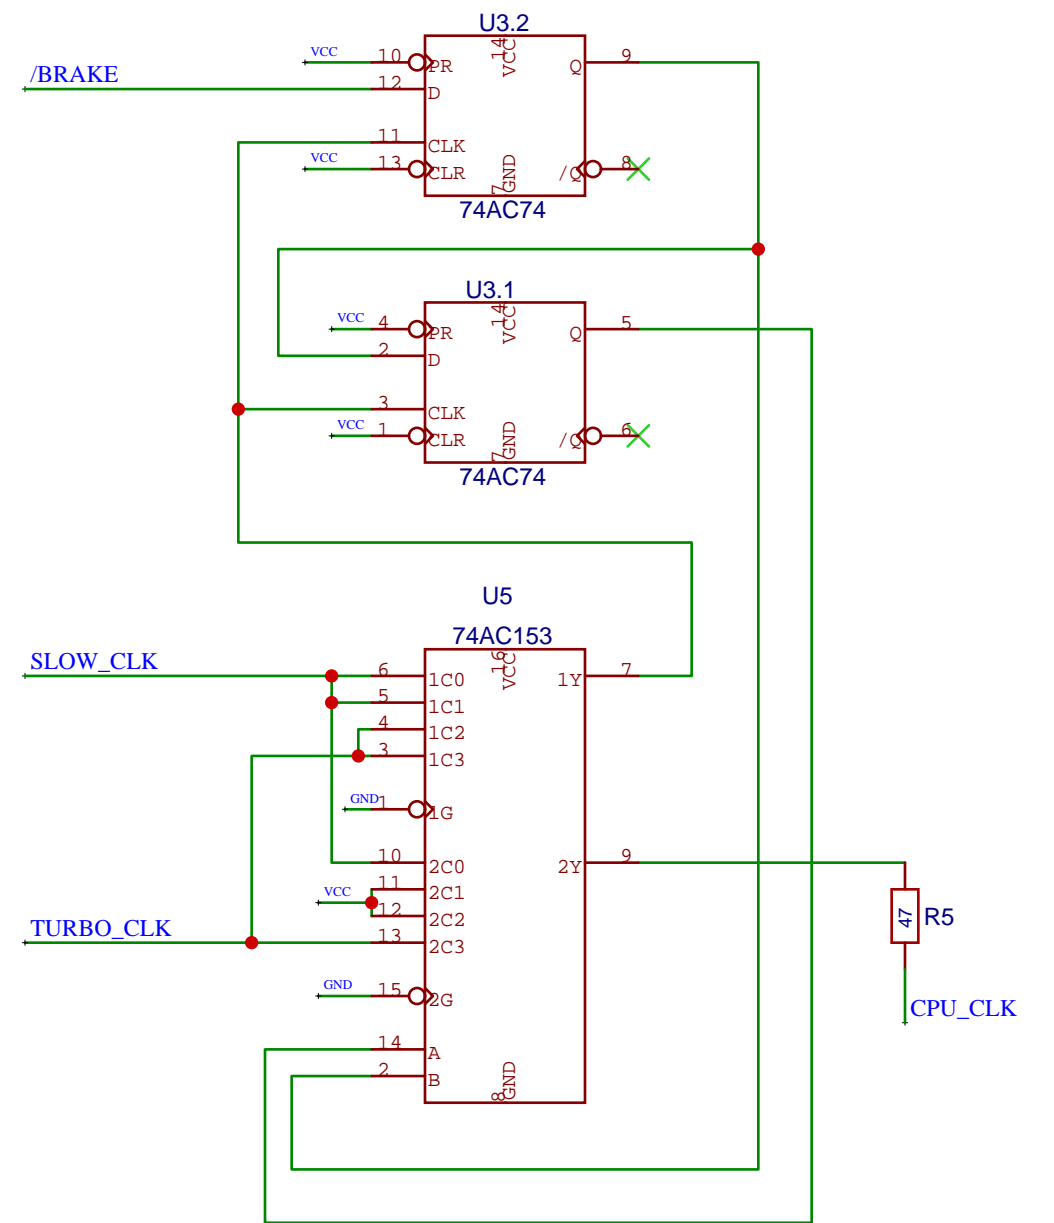 U3.2
VCC 10 PR 14 VCC Q 9
/BRAKE 12 D
11 CLK
VCC 13 CLR 7 GND /Q 8
74AC74
U3.1
VCC 4 PR 14 VCC Q 5
2 D
3 CLK
VCC 1 CLR 7 GND /Q 6
74AC74
U5
74AC153
SLOW_CLK 6 1C0 16 VCC 1Y 7
5 1C1
4 1C2
3 1C3
GND 1 1G
10 2C0 2Y 9
11 2C1
VCC
12 2C2
47 R5
TURBO_CLK 13 2C3
GND 15 2G
CPU_CLK
14 A
2 B 8 GND